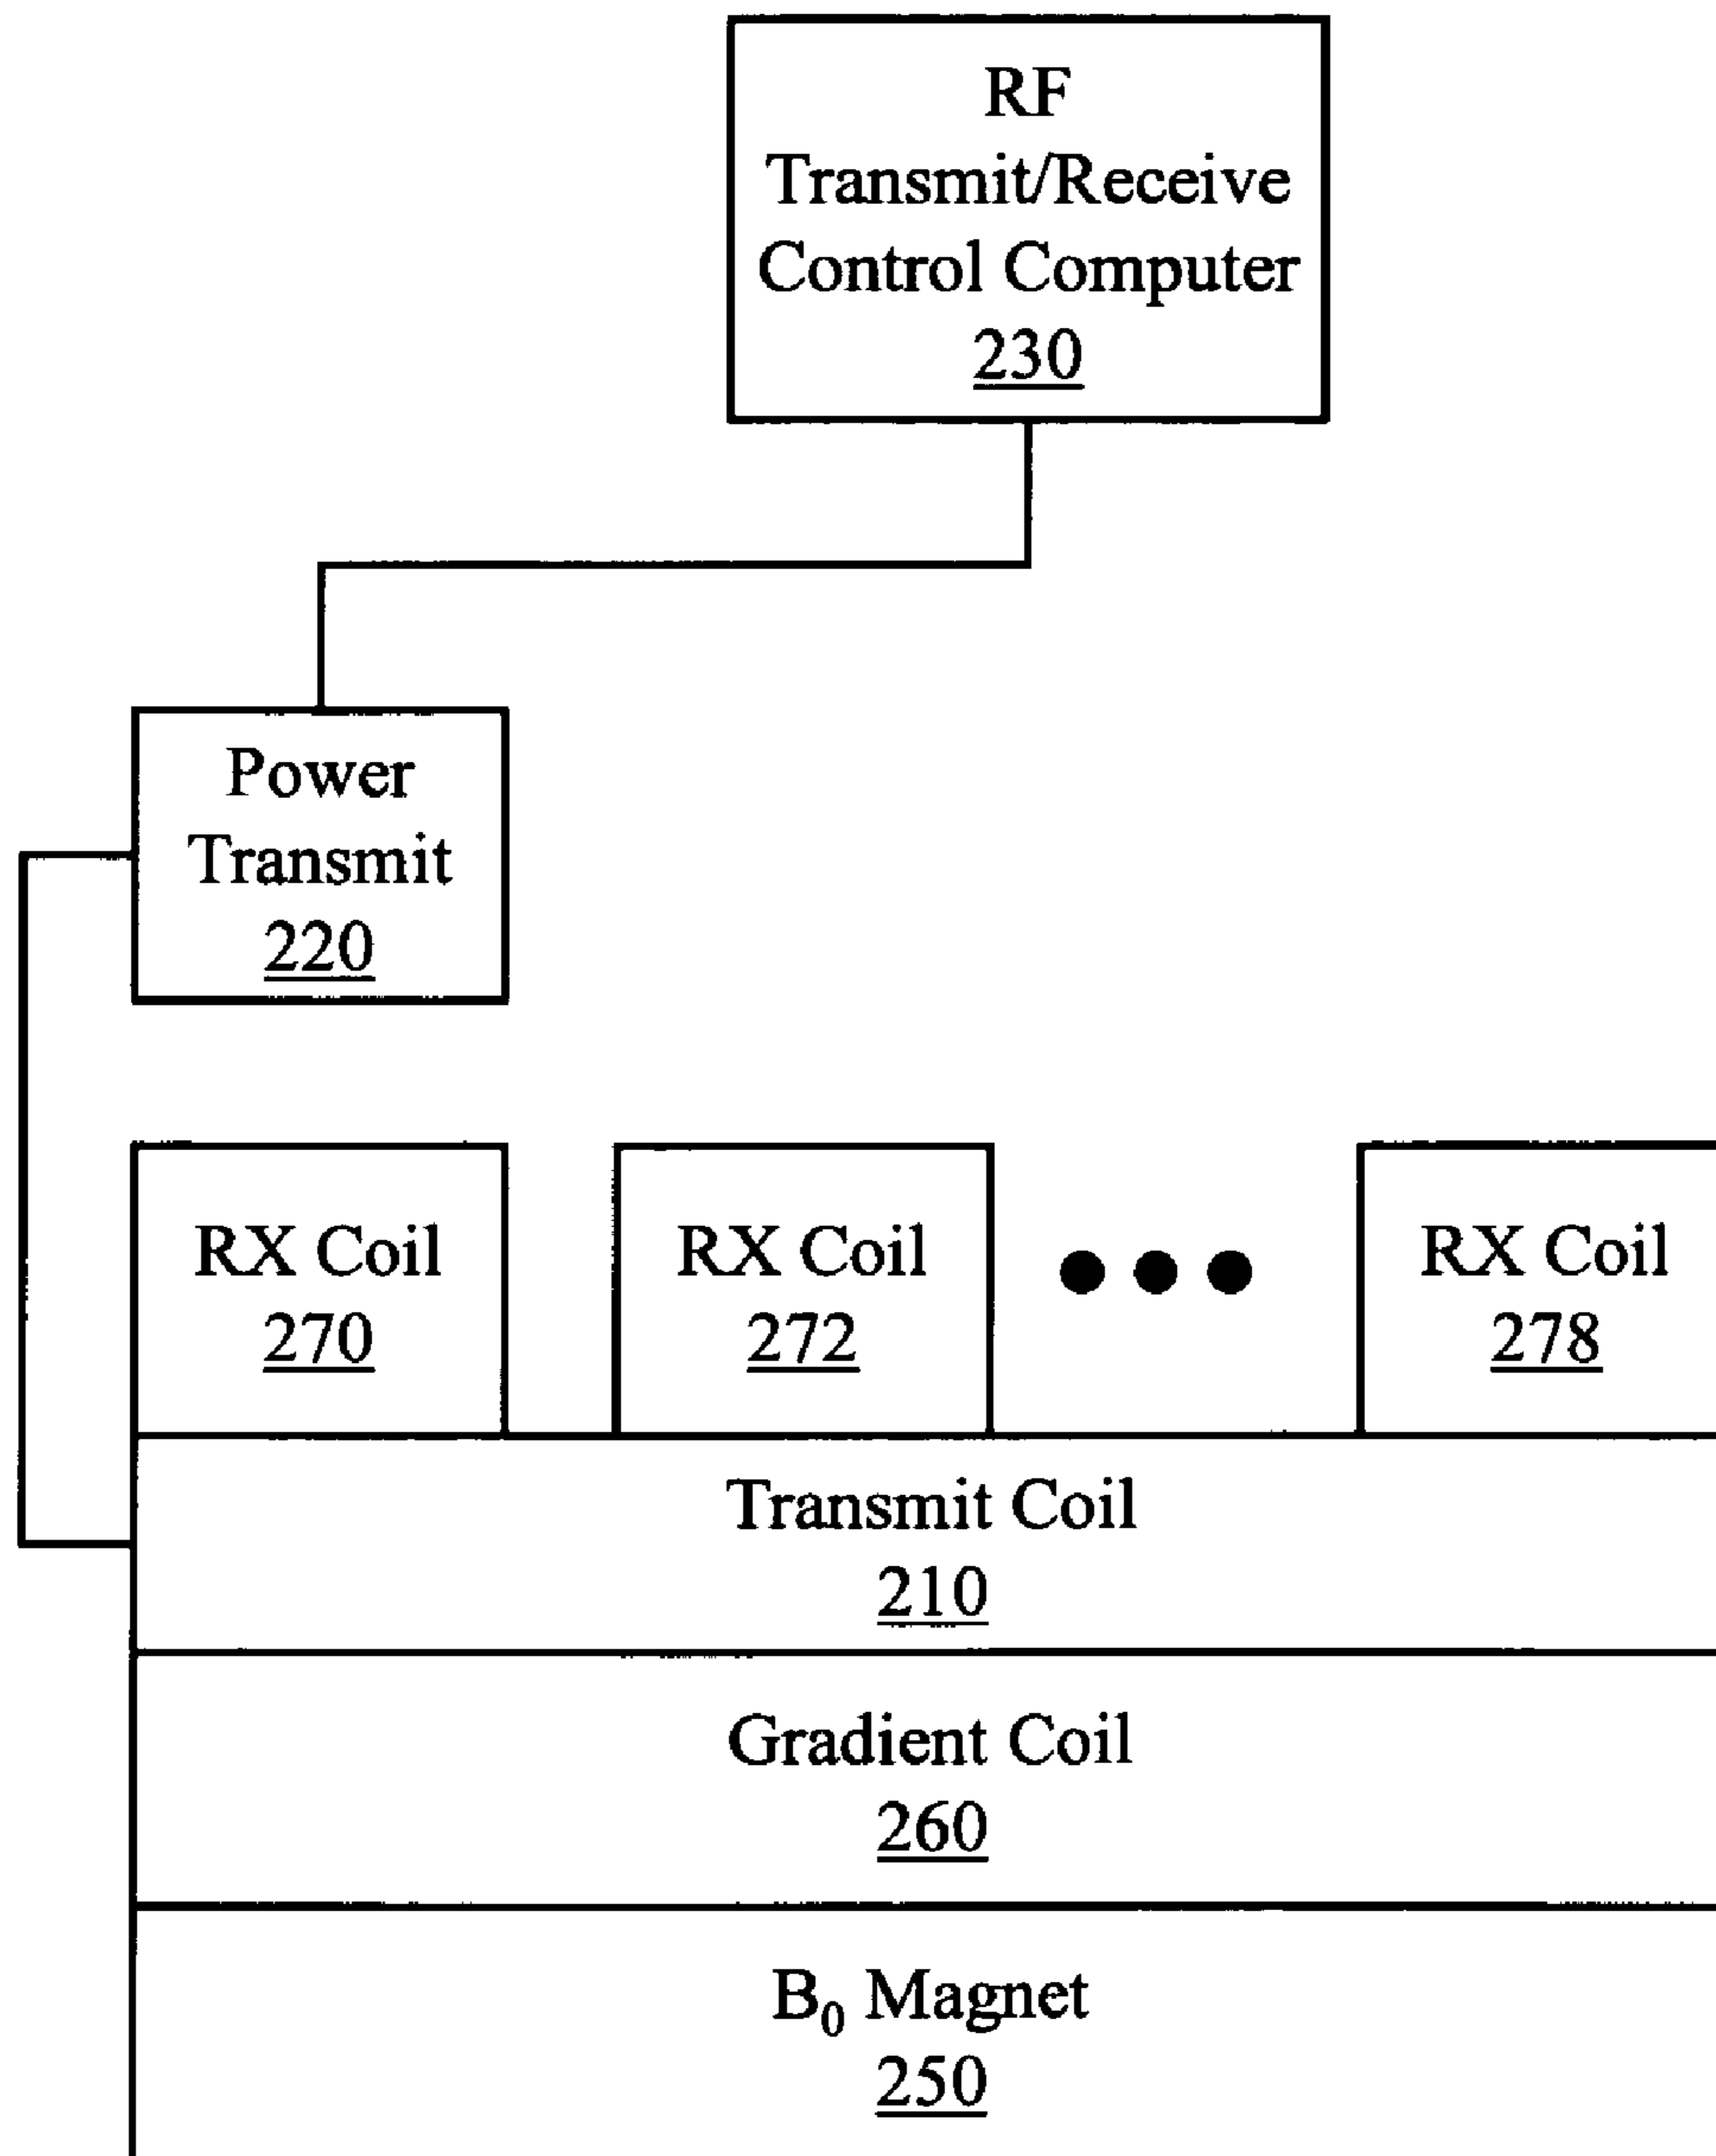 RF
Transmit/Receive
Control Computer
230
Power
Transmit
220
RX Coil
270
RX Coil
272
RX Coil
278
Transmit Coil
210
Gradient Coil
260
B₀ Magnet
250